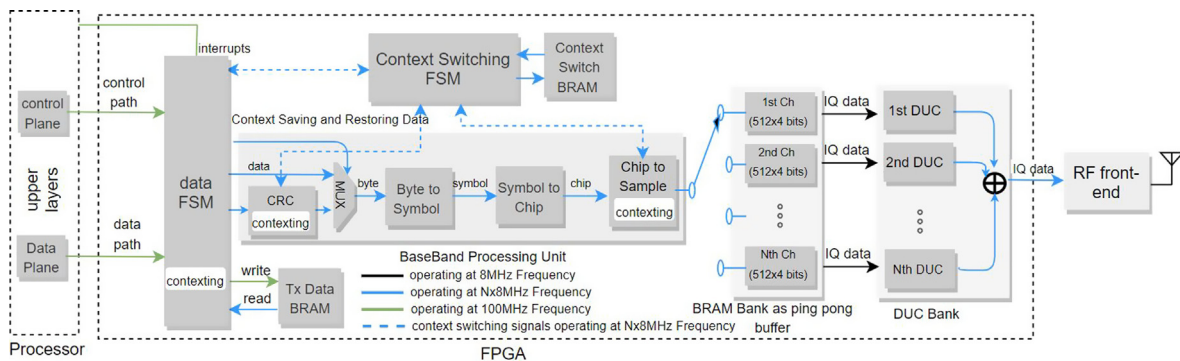 interrupts
control
path
control
Plane
upper
layers
Data
Plane
data
path
Processor
data
FSM
contexting
write
read
Tx Data
BRAM
Context Switching
FSM
Context
Switch
BRAM
Context Saving and Restoring Data
data
CRC
contexting
MUX
byte
Byte to
Symbol
symbol
Symbol to
Chip
chip
Chip to
Sample
contexting
BaseBand Processing Unit
operating at 8MHz Frequency
operating at Nx8MHz Frequency
operating at 100MHz Frequency
context switching signals operating at Nx8MHz Frequency
FPGA
1st Ch
(512x4 bits)
2nd Ch
(512x4 bits)
Nth Ch
(512x4 bits)
BRAM Bank as ping pong
buffer
IQ data
IQ data
IQ data
1st DUC
2nd DUC
Nth DUC
DUC Bank
IQ data
RF front-
end